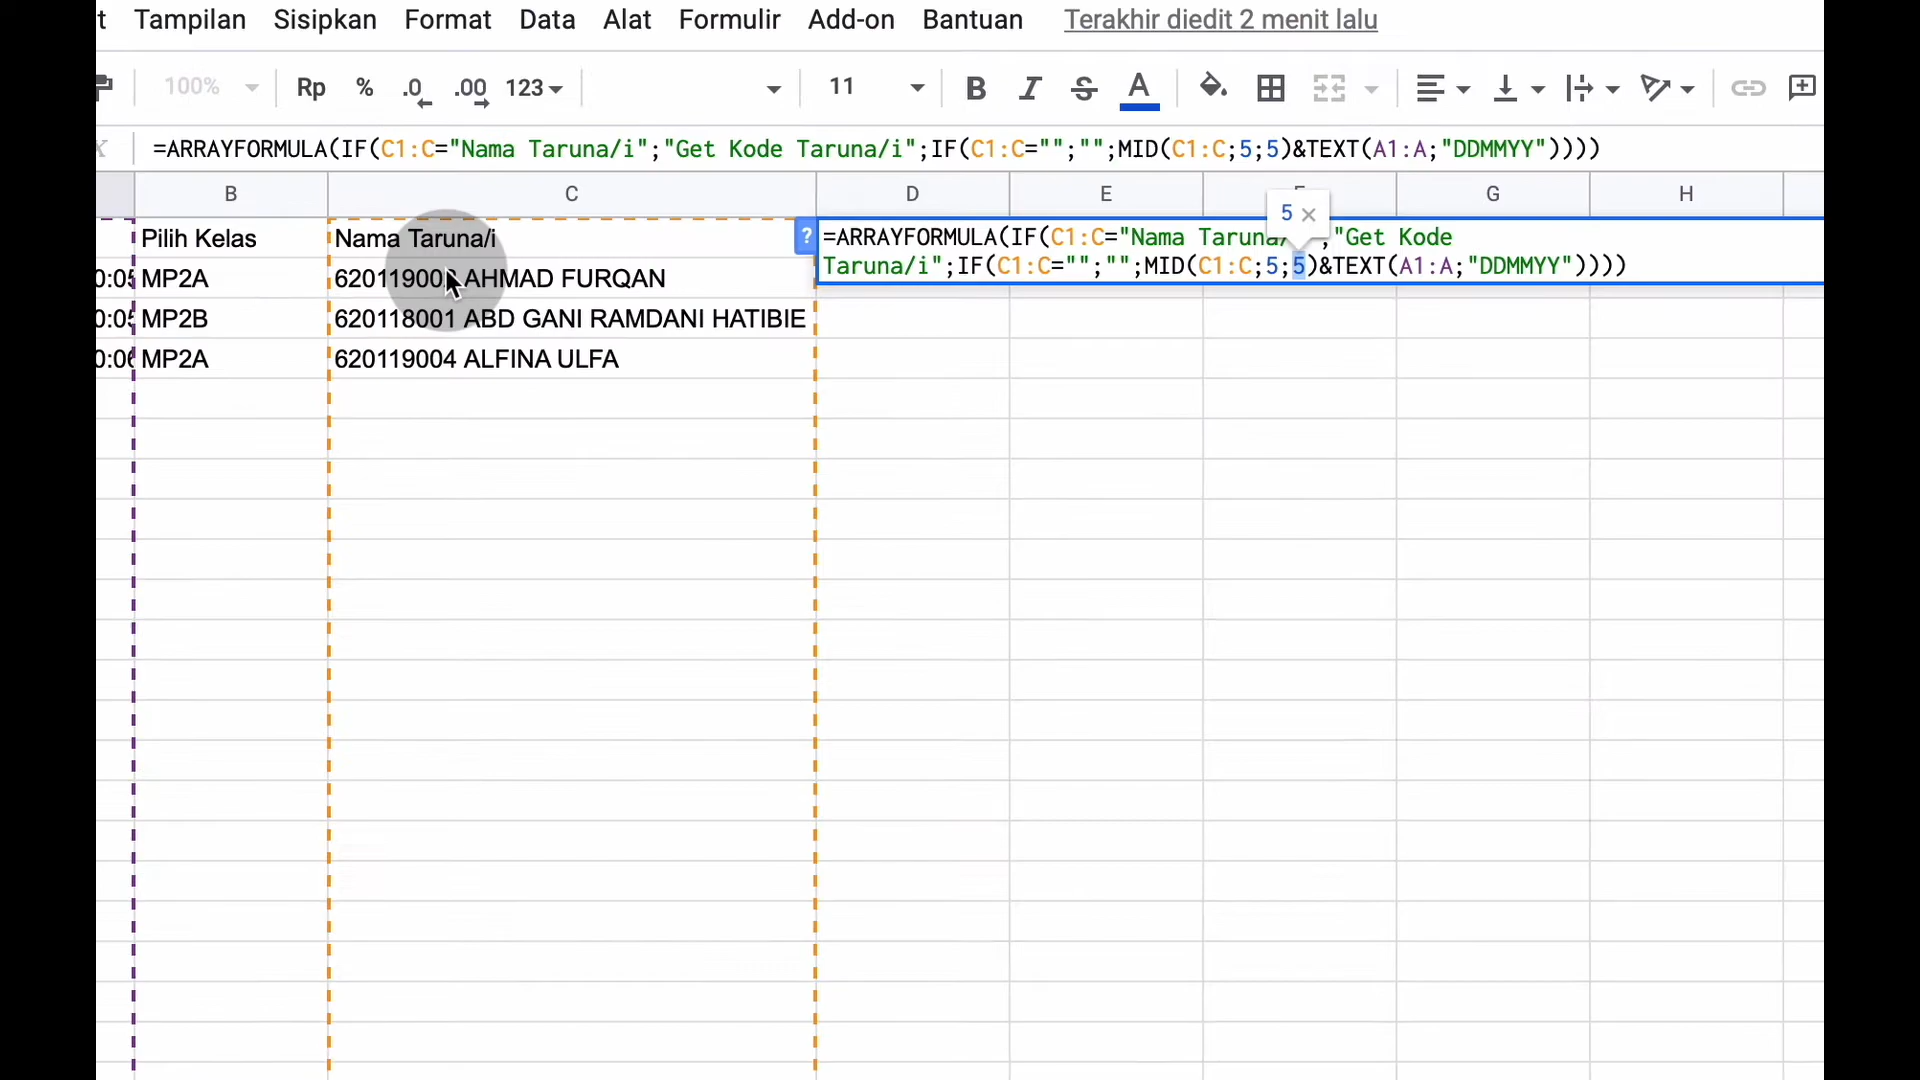 t Tampilan Sisipkan Format Data Alat Formulir Add-on Bantuan Terakhir diedit 2 menit lalu
100% Rp % .0 .00 123 11 B I S A
=ARRAYFORMULA(IF(C1:C="Nama Taruna/i";"Get Kode Taruna/i";IF(C1:C="";"";MID(C1:C;5;5)&TEXT(A1:A;"DDMMYY"))))
B C D E G H
5 ×
Pilih Kelas Nama Taruna/i ? =ARRAYFORMULA(IF(C1:C="Nama Taruna/ "Get Kode
Taruna/i";IF(C1:C="";"";MID(C1:C;5;5)&TEXT(A1:A;"DDMMYY"))))
MP2A AHMAD FURQAN
MP2B 620118001 ABD GANI RAMDANI HATIBIE
MP2A 620119004 ALFINA ULFA